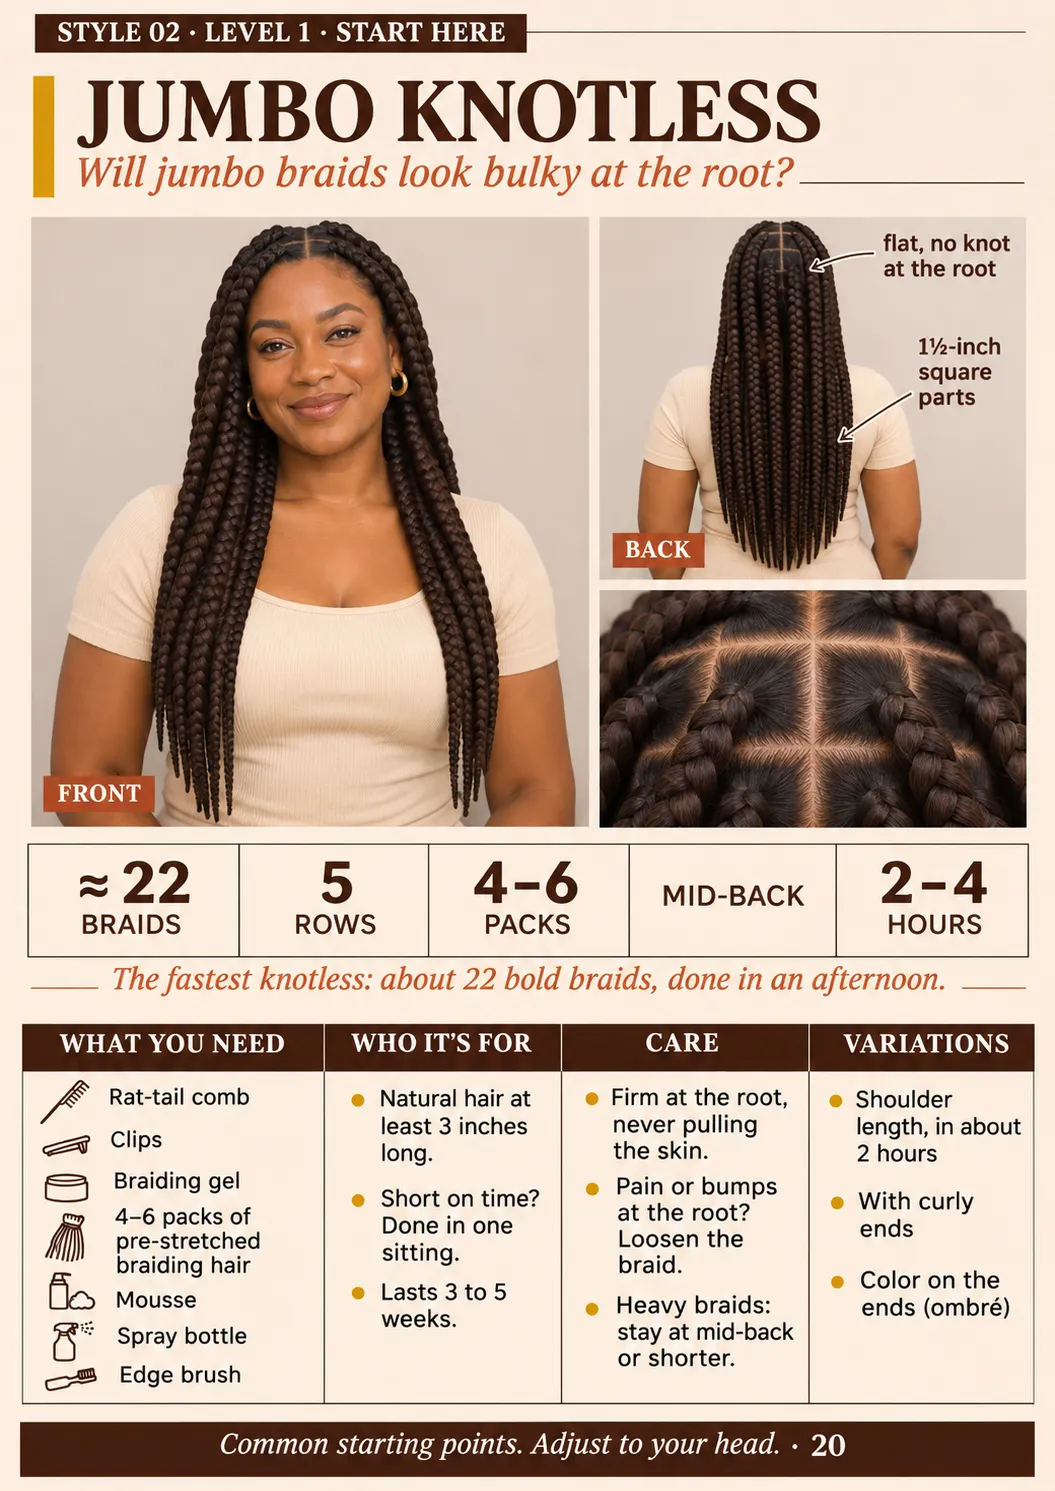 STYLE 02 · LEVEL 1 · START HERE
JUMBO KNOTLESS
Will jumbo braids look bulky at the root?
flat, no knot
at the root
1½-inch
square
parts
BACK
FRONT
≈ 22
BRAIDS
5
ROWS
4–6
PACKS
MID-BACK
2–4
HOURS
The fastest knotless: about 22 bold braids, done in an afternoon.
WHAT YOU NEED
Rat-tail comb
Clips
Braiding gel
4–6 packs of
pre-stretched
braiding hair
Mousse
Spray bottle
Edge brush
WHO IT'S FOR
Natural hair at
least 3 inches
long.
Short on time?
Done in one
sitting.
Lasts 3 to 5
weeks.
CARE
Firm at the root,
never pulling
the skin.
Pain or bumps
at the root?
Loosen the
braid.
Heavy braids:
stay at mid-back
or shorter.
VARIATIONS
Shoulder
length, in about
2 hours
With curly
ends
Color on the
ends (ombré)
Common starting points. Adjust to your head. · 20